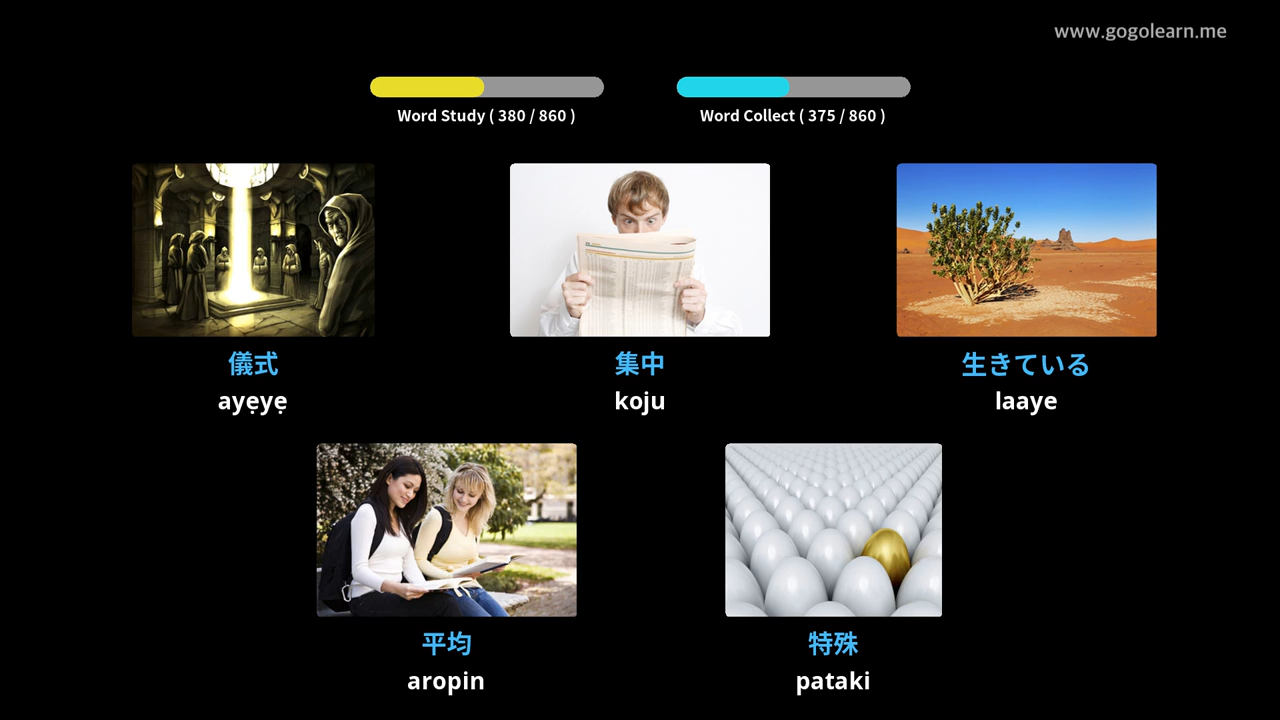 www.gogolearn.me
Word Study ( 380 / 860 )
Word Collect ( 375 / 860 )
儀式
ayẹyẹ
集中
koju
生きている
laaye
平均
aropin
特殊
pataki